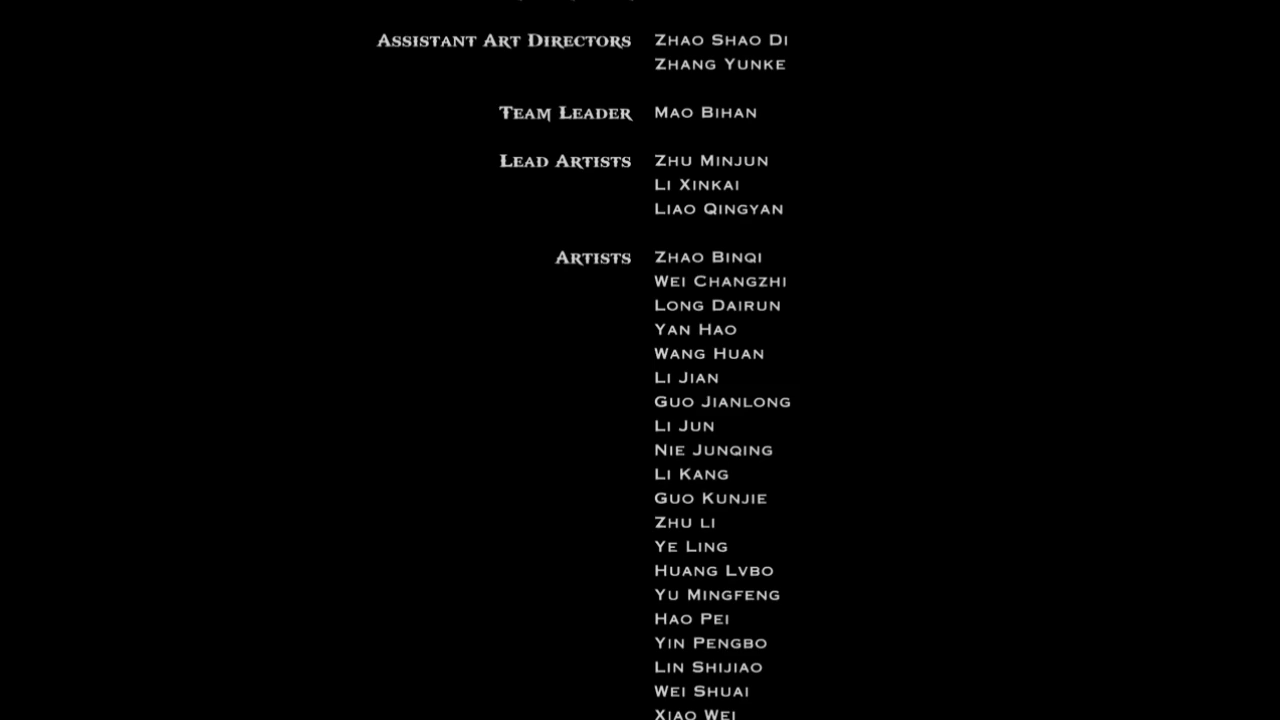 Assistant Art Directors Zhao Shao Di
Zhang Yunke
Team Leader Mao Bihan
Lead Artists Zhu Minjun
Li Xinkai
Liao Qingyan
Artists Zhao Binqi
Wei Changzhi
Long Dairun
Yan Hao
Wang Huan
Li Jian
Guo Jianlong
Li Jun
Nie Junqing
Li Kang
Guo Kunjie
Zhu li
Ye Ling
Huang Lvbo
Yu Mingfeng
Hao Pei
Yin Pengbo
Lin Shijiao
Wei Shuai
Xiao Wei